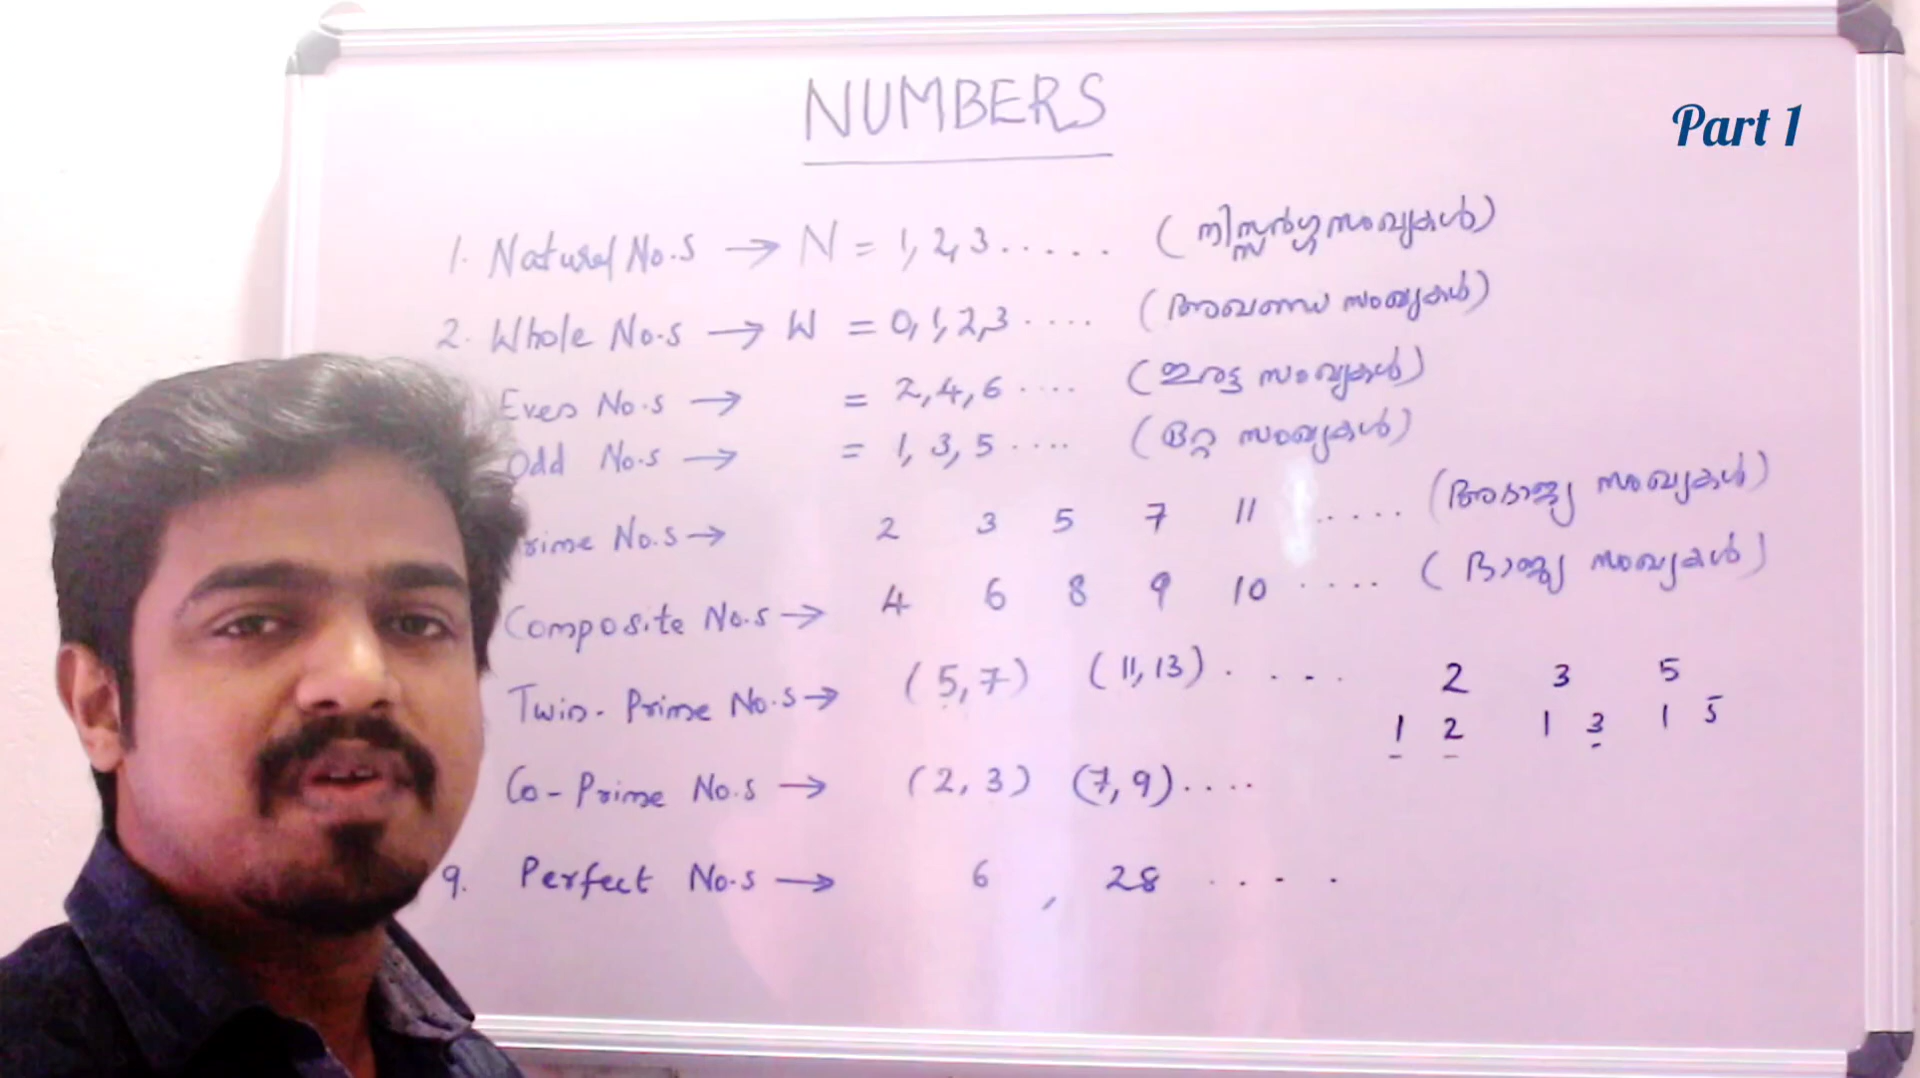 NUMBERS
Part 1
1. Natural No.s → N = 1, 2, 3 ..... (നിസ്സർഗ്ഗസംഖ്യകൾ)
2. Whole No.s → W = 0, 1, 2, 3 .... (അഖണ്ഡ സംഖ്യകൾ)
Even No.s → = 2, 4, 6 .... (ഇരട്ട സംഖ്യകൾ)
Odd No.s → = 1, 3, 5 .... (ഒറ്റ സംഖ്യകൾ)
rime No.s → 2 3 5 7 11 ..... (അഭാജ്യ സംഖ്യകൾ)
Composite No.s → 4 6 8 9 10 .... (ഭാജ്യ സംഖ്യകൾ)
Twin - Prime No.s → (5, 7) (11, 13) . . . .
2 3 5
1 2 1 3 1 5
Co - Prime No.s → (2, 3) (7, 9) ....
9. Perfect No.s → 6 , 28 . . . .